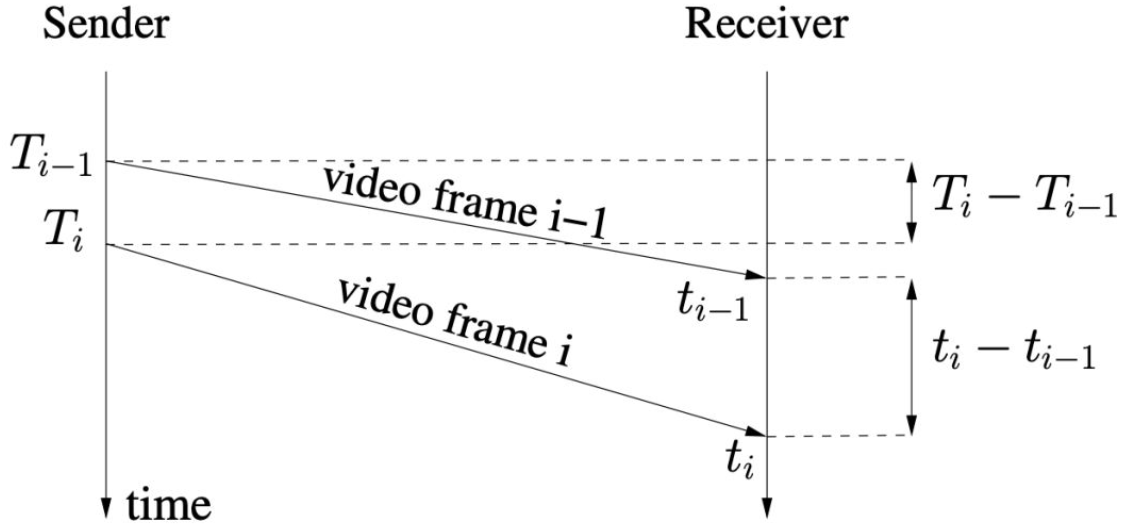 Sender Receiver
T_{i-1}
video frame i–1
T_i − T_{i−1}
T_i
t_{i−1}
video frame i
t_i − t_{i−1}
t_i
time